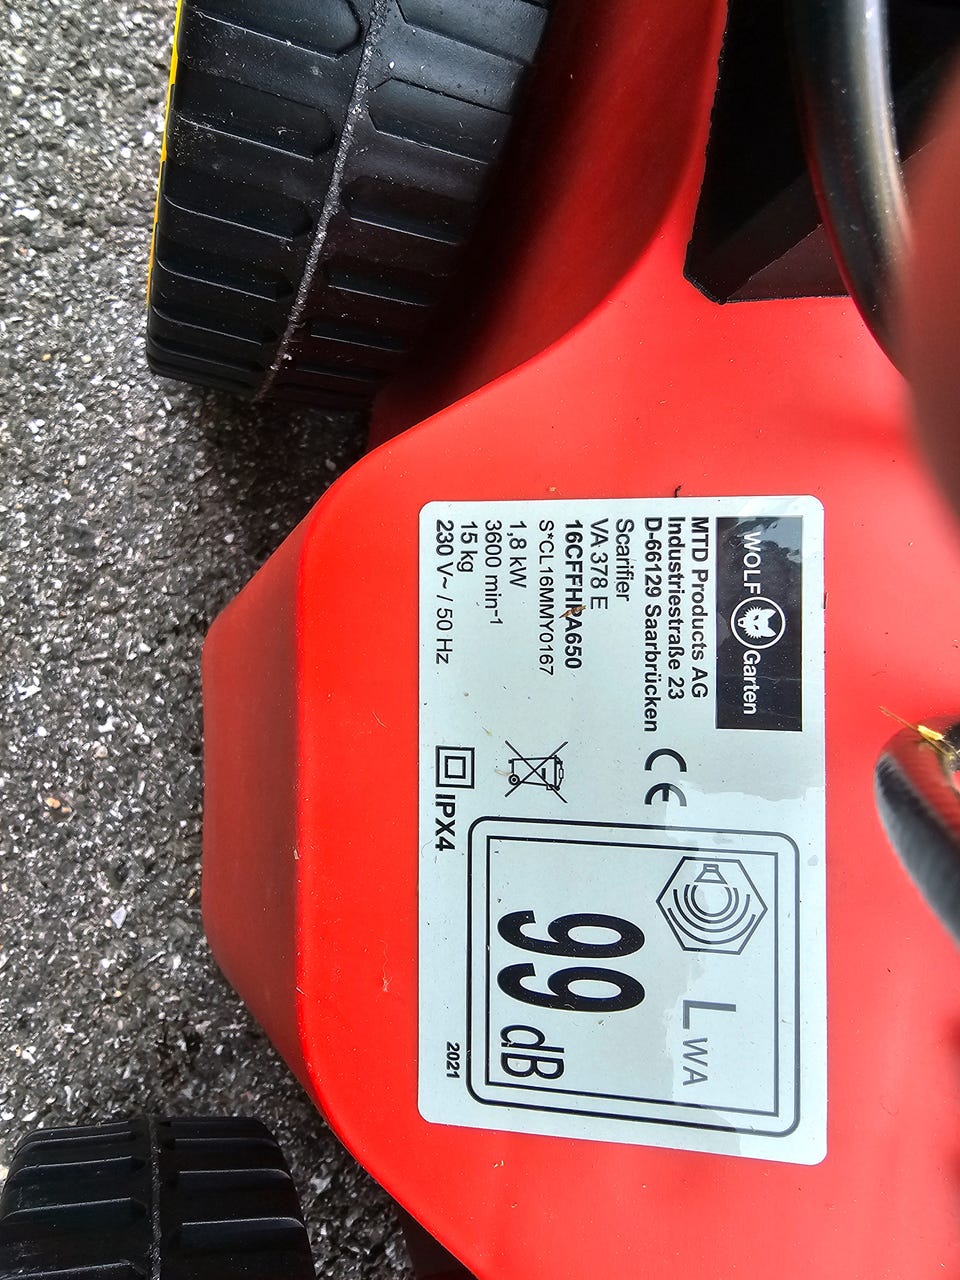 WOLF Garten
MTD Products AG
Industriestraße 23
D-66129 Saarbrücken
Scarifier
VA 378 E
16CFFHPA650
S*CL16MMY0167
1,8 kW
3600 min⁻¹
15 kg
230 V~ / 50 Hz
CE
IPX4
LWA
99 dB
2021